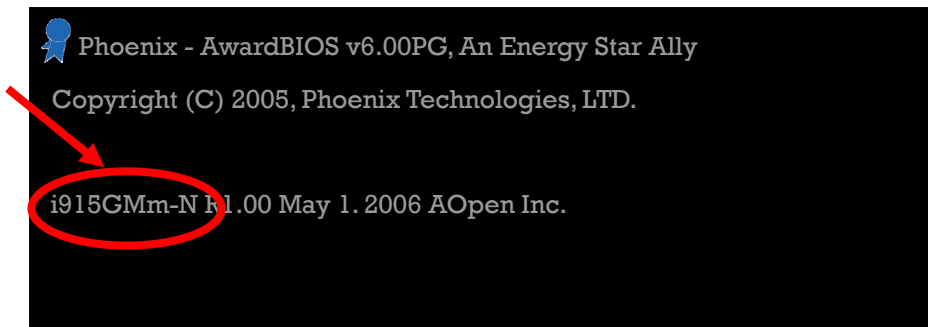 Phoenix - AwardBIOS v6.00PG, An Energy Star Ally
Copyright (C) 2005, Phoenix Technologies, LTD.
i915GMm-N R1.00 May 1. 2006 AOpen Inc.